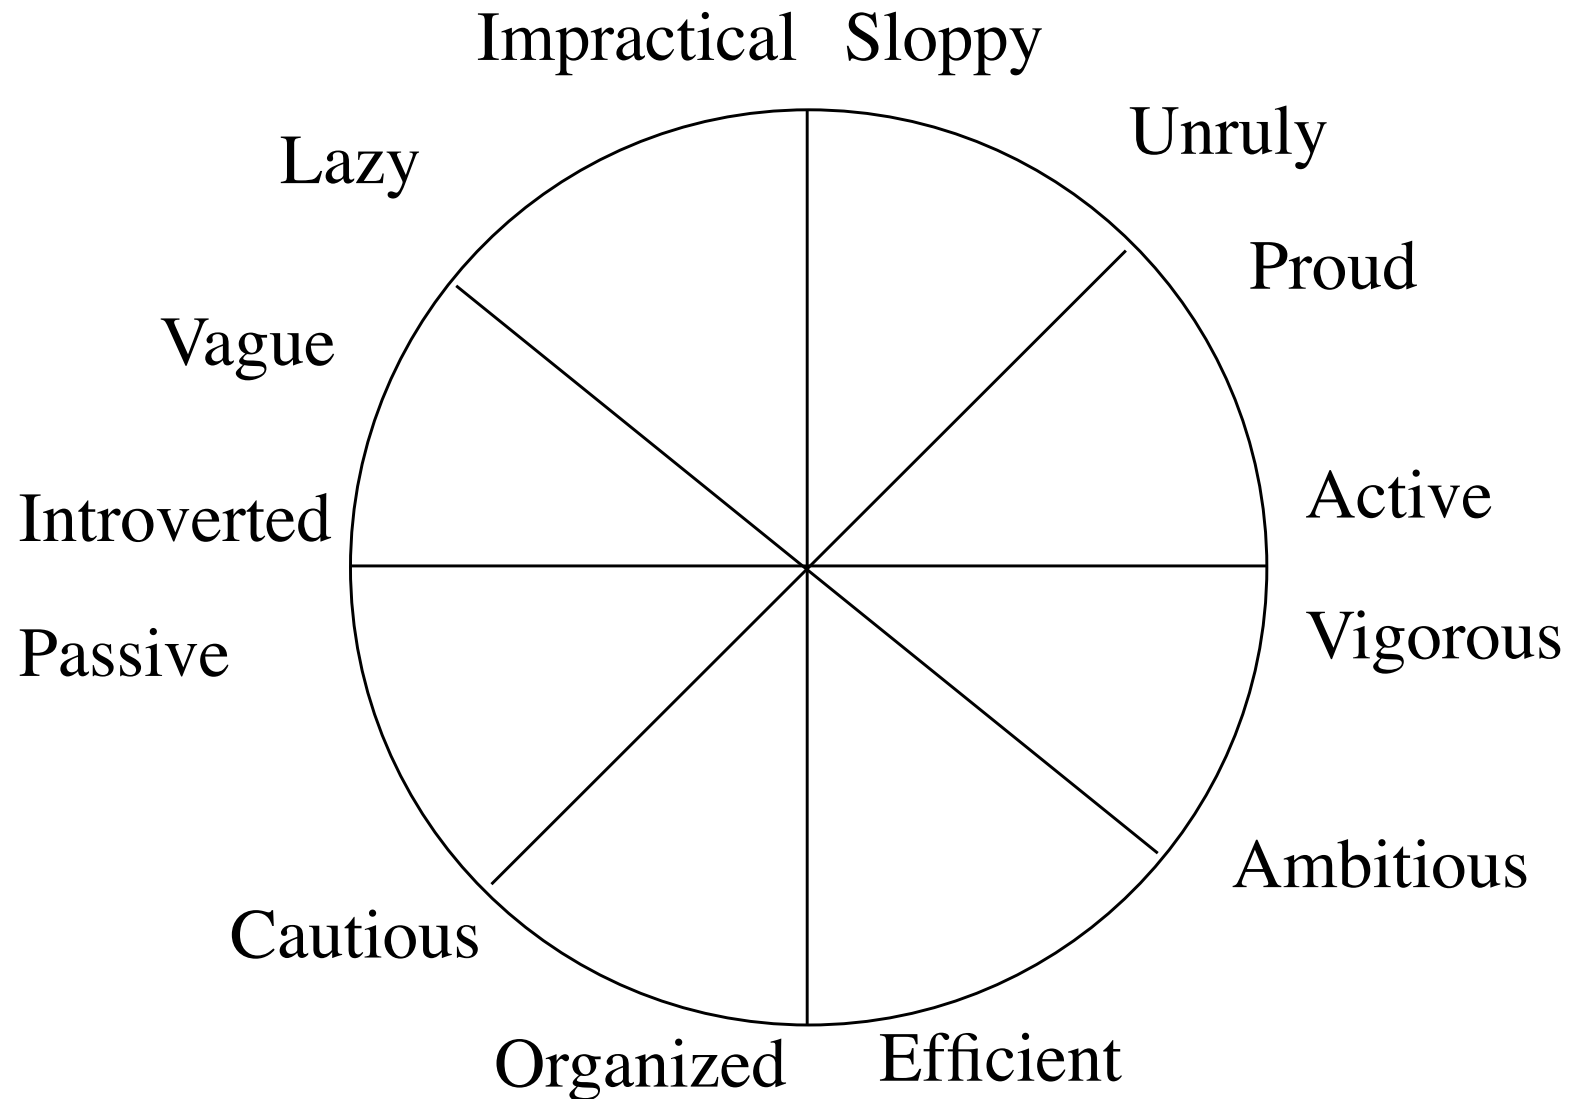 Impractical Sloppy
Unruly
Lazy
Proud
Vague
Active
Introverted
Vigorous
Passive
Ambitious
Cautious
Efficient
Organized